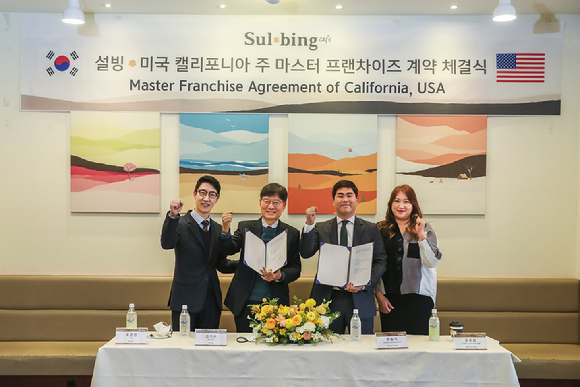 Sul•bing cafe
설빙 • 미국 캘리포니아 주 마스터 프랜차이즈 계약 체결식
Master Franchise Agreement of California, USA